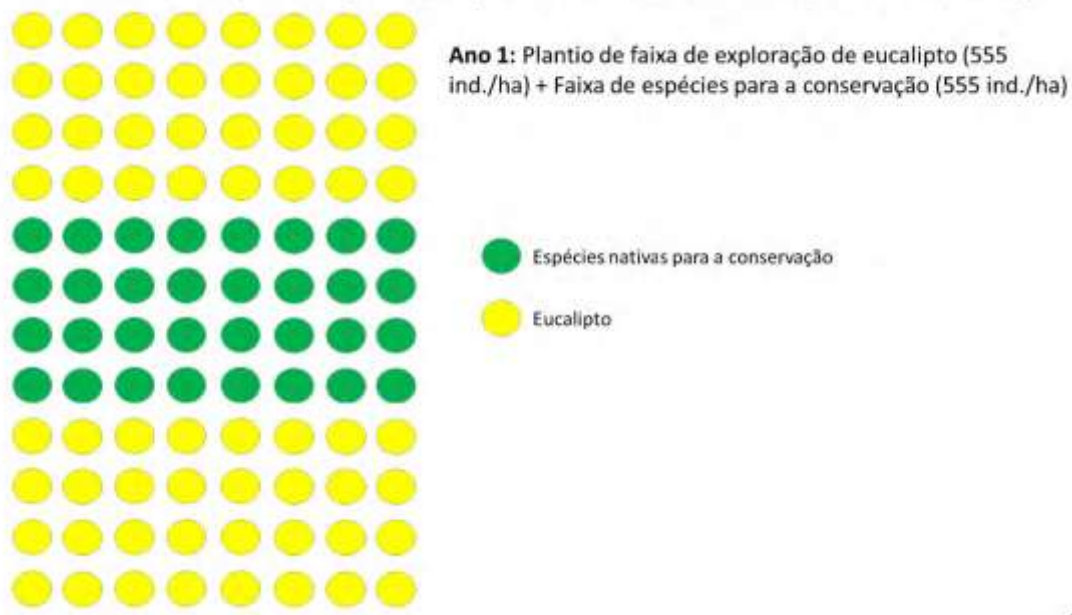 Ano 1: Plantio de faixa de exploração de eucalipto (555
ind./ha) + Faixa de espécies para a conservação (555 ind./ha)
Espécies nativas para a conservação
Eucalipto